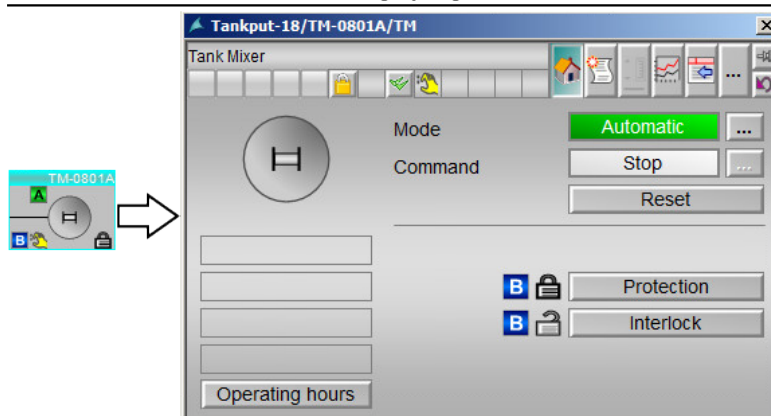 Tankput-18/TM-0801A/TM
Tank Mixer
...
Mode
Automatic
...
Command
Stop
...
Reset
TM-0801A
A
B
B
Protection
B
Interlock
Operating hours